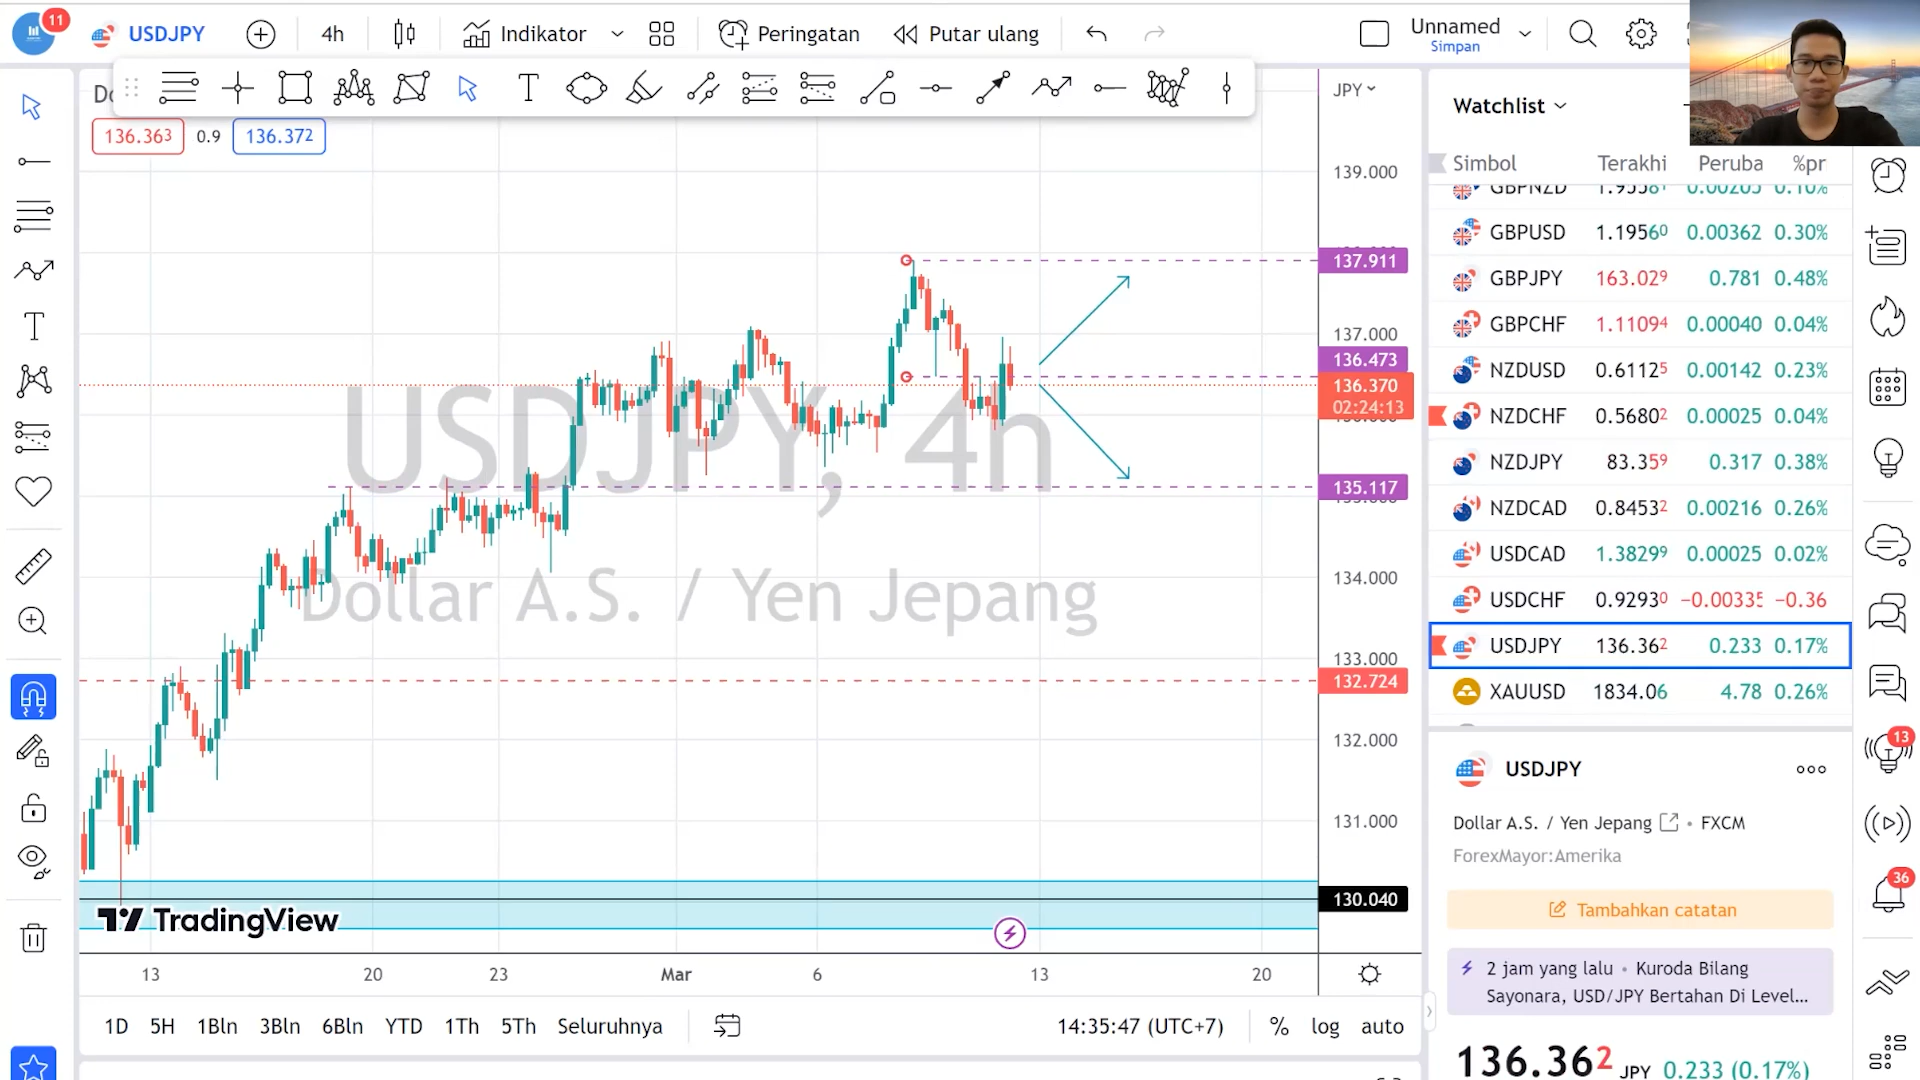 11
USDJPY
4h
Indikator
Peringatan
Putar ulang
Unnamed
Simpan
136.363
0.9
136.372
JPY
Watchlist
Simbol Terakhi Peruba %pr
GBPNZD
GBPUSD 1.19560 0.00362 0.30%
GBPJPY 163.029 0.781 0.48%
GBPCHF 1.11094 0.00040 0.04%
NZDUSD 0.61125 0.00142 0.23%
NZDCHF 0.56802 0.00025 0.04%
NZDJPY 83.359 0.317 0.38%
NZDCAD 0.84532 0.00216 0.26%
USDCAD 1.38299 0.00025 0.02%
USDCHF 0.92930 −0.00335 −0.36
USDJPY 136.362 0.233 0.17%
XAUUSD 1834.06 4.78 0.26%
139.000
137.911
137.000
136.473
136.370
02:24:13
135.117
134.000
133.000
132.724
132.000
131.000
130.040
USDJPY, 4h
Dollar A.S. / Yen Jepang
TradingView
13 20 23 Mar 6 13 20
1D 5H 1Bln 3Bln 6Bln YTD 1Th 5Th Seluruhnya
14:35:47 (UTC+7)
% log auto
USDJPY
Dollar A.S. / Yen Jepang • FXCM
ForexMayor:Amerika
Tambahkan catatan
2 jam yang lalu • Kuroda Bilang
Sayonara, USD/JPY Bertahan Di Level...
136.362 JPY 0.233 (0.17%)
13
36